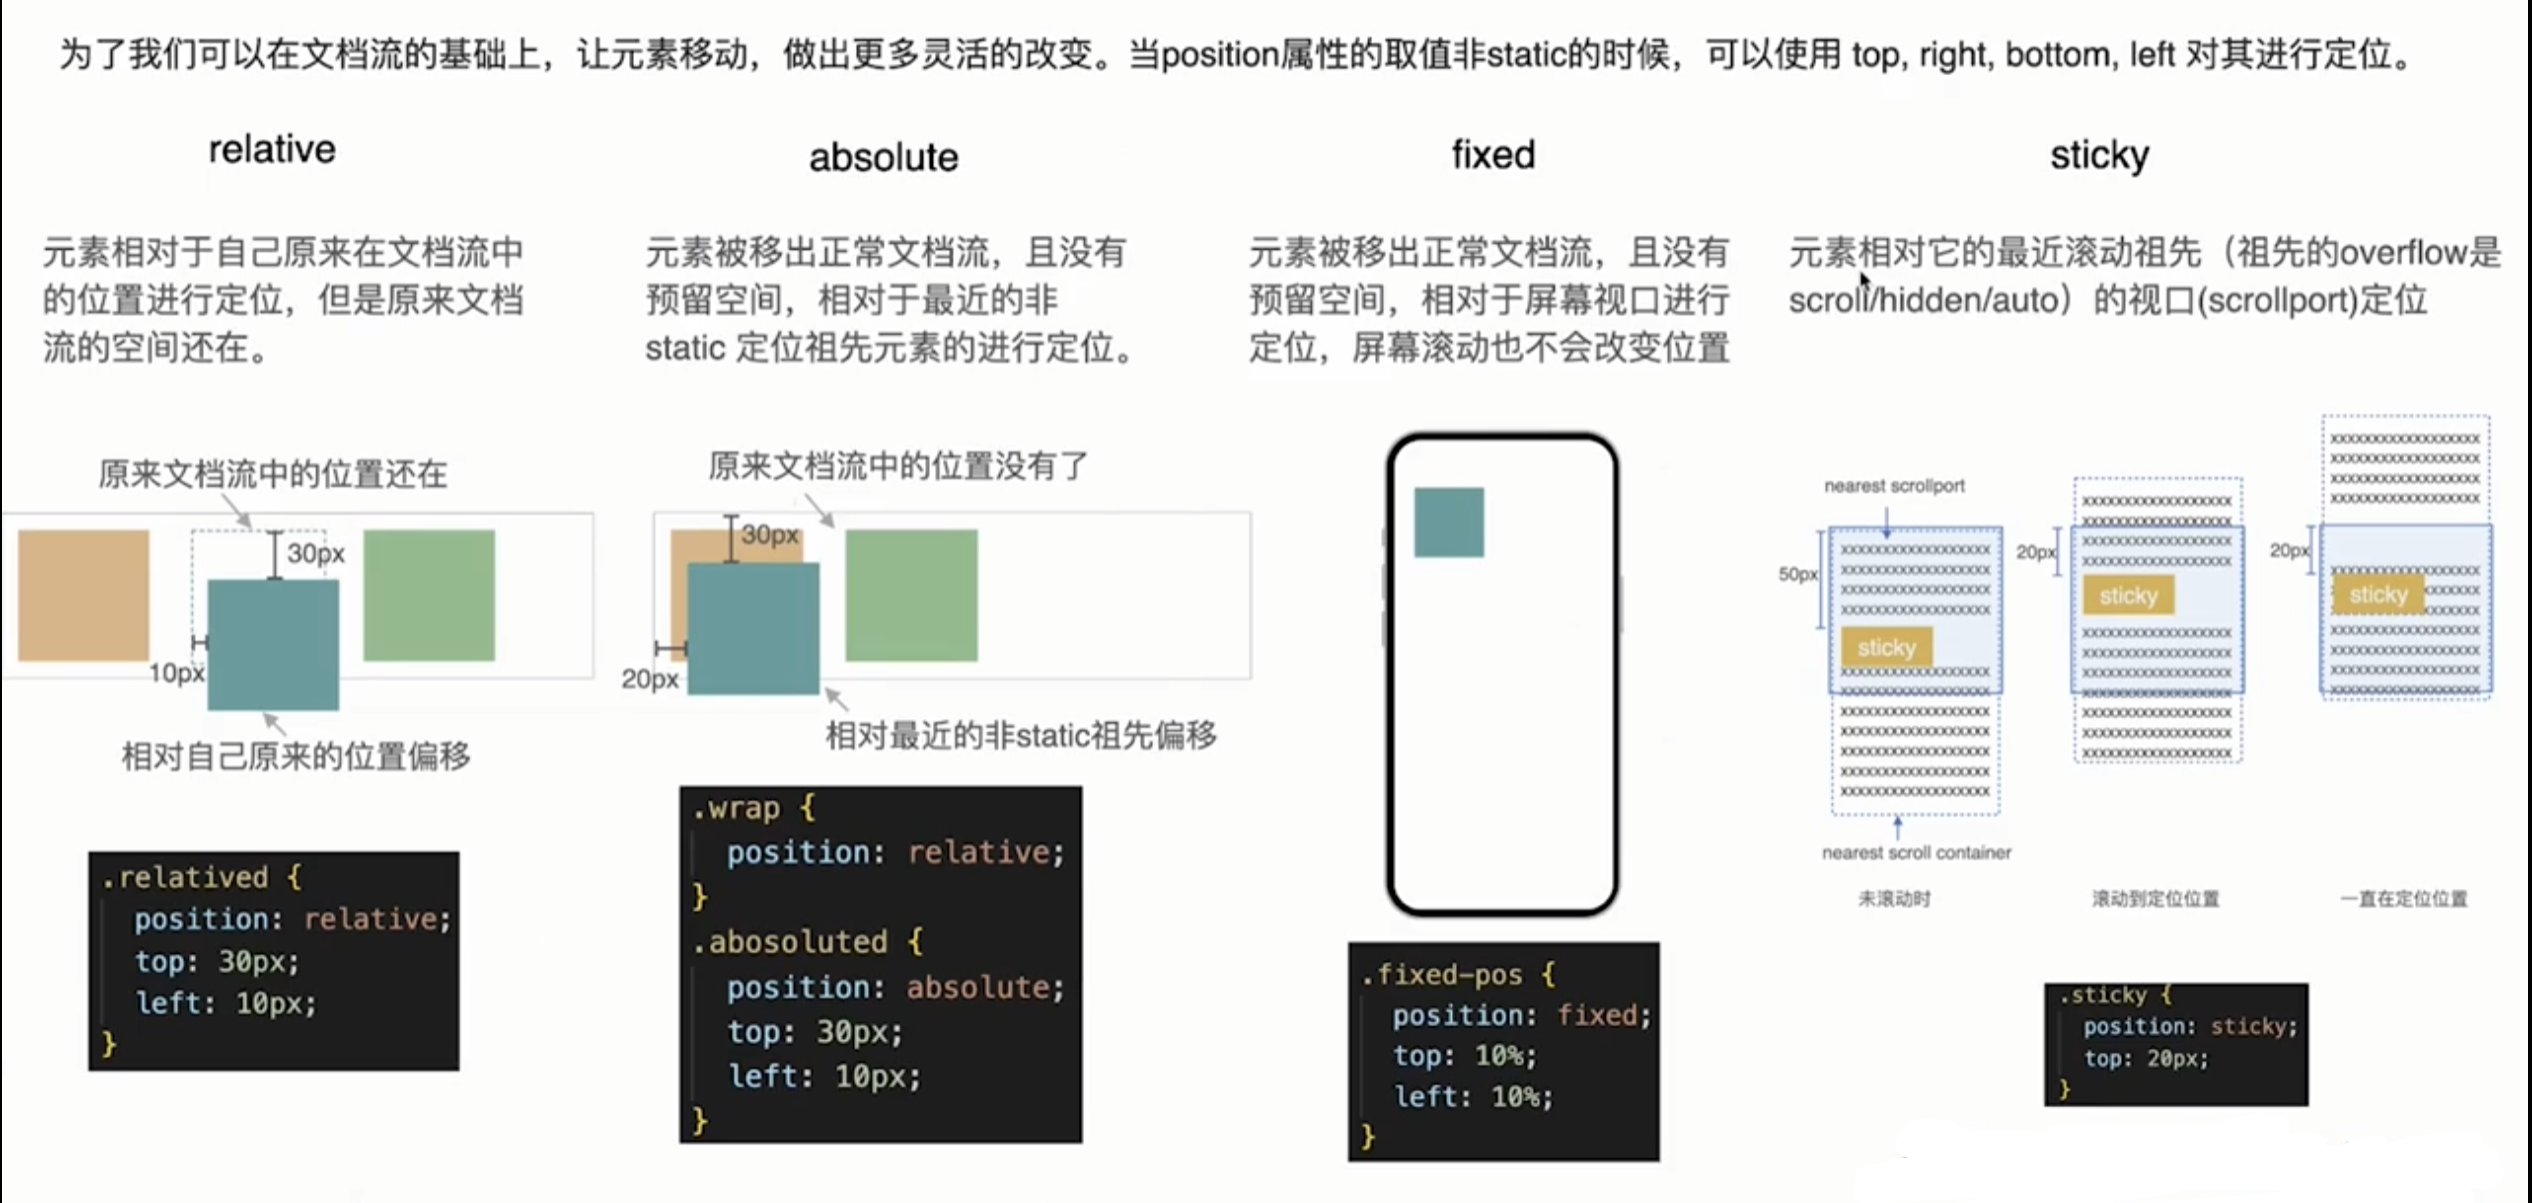 为了我们可以在文档流的基础上，让元素移动，做出更多灵活的改变。当position属性的取值非static的时候，可以使用 top, right, bottom, left 对其进行定位。
relative
元素相对于自己原来在文档流中
的位置进行定位，但是原来文档
流的空间还在。
原来文档流中的位置还在
30px
10px
相对自己原来的位置偏移
.relatived {
position: relative;
top: 30px;
left: 10px;
}
absolute
元素被移出正常文档流，且没有
预留空间，相对于最近的非
static 定位祖先元素的进行定位。
原来文档流中的位置没有了
30px
20px
相对最近的非static祖先偏移
.wrap {
position: relative;
}
.abosoluted {
position: absolute;
top: 30px;
left: 10px;
}
fixed
元素被移出正常文档流，且没有
预留空间，相对于屏幕视口进行
定位，屏幕滚动也不会改变位置
.fixed-pos {
position: fixed;
top: 10%;
left: 10%;
}
sticky
元素相对它的最近滚动祖先（祖先的overflow是
scroll/hidden/auto）的视口(scrollport)定位
nearest scrollport
50px
sticky
nearest scroll container
未滚动时
20px
sticky
滚动到定位位置
20px
sticky
一直在定位位置
.sticky {
position: sticky;
top: 20px;
}